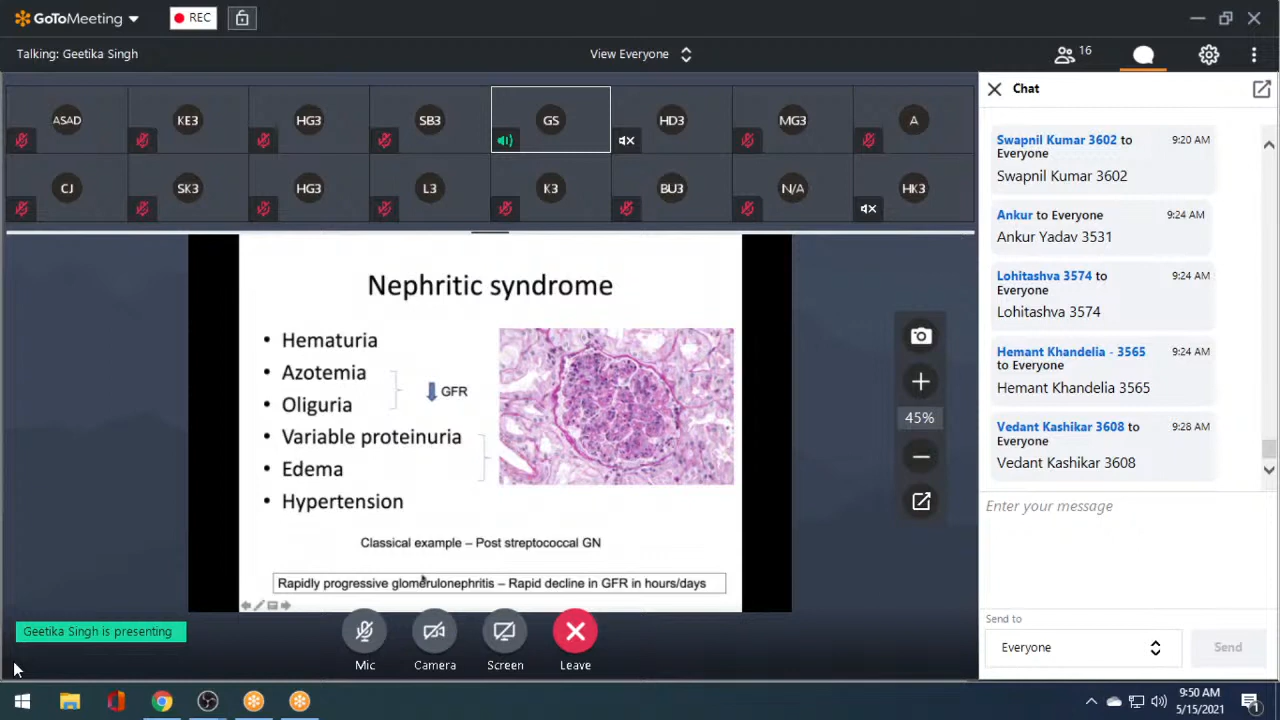 GoToMeeting
REC
Talking: Geetika Singh
View Everyone
16
ASAD
KE3
HG3
SB3
GS
HD3
MG3
A
CJ
SK3
HG3
L3
K3
BU3
N/A
HK3
Nephritic syndrome
• Hematuria
• Azotemia
• Oliguria
GFR
• Variable proteinuria
• Edema
• Hypertension
Classical example – Post streptococcal GN
Rapidly progressive glomerulonephritis – Rapid decline in GFR in hours/days
45%
Geetika Singh is presenting
Mic
Camera
Screen
Leave
Chat
Swapnil Kumar 3602 to
Everyone
9:20 AM
Swapnil Kumar 3602
Ankur to Everyone
9:24 AM
Ankur Yadav 3531
Lohitashva 3574 to
Everyone
9:24 AM
Lohitashva 3574
Hemant Khandelia - 3565
to Everyone
9:24 AM
Hemant Khandelia 3565
Vedant Kashikar 3608 to
Everyone
9:28 AM
Vedant Kashikar 3608
Enter your message
Send to
Everyone
Send
9:50 AM
5/15/2021
1